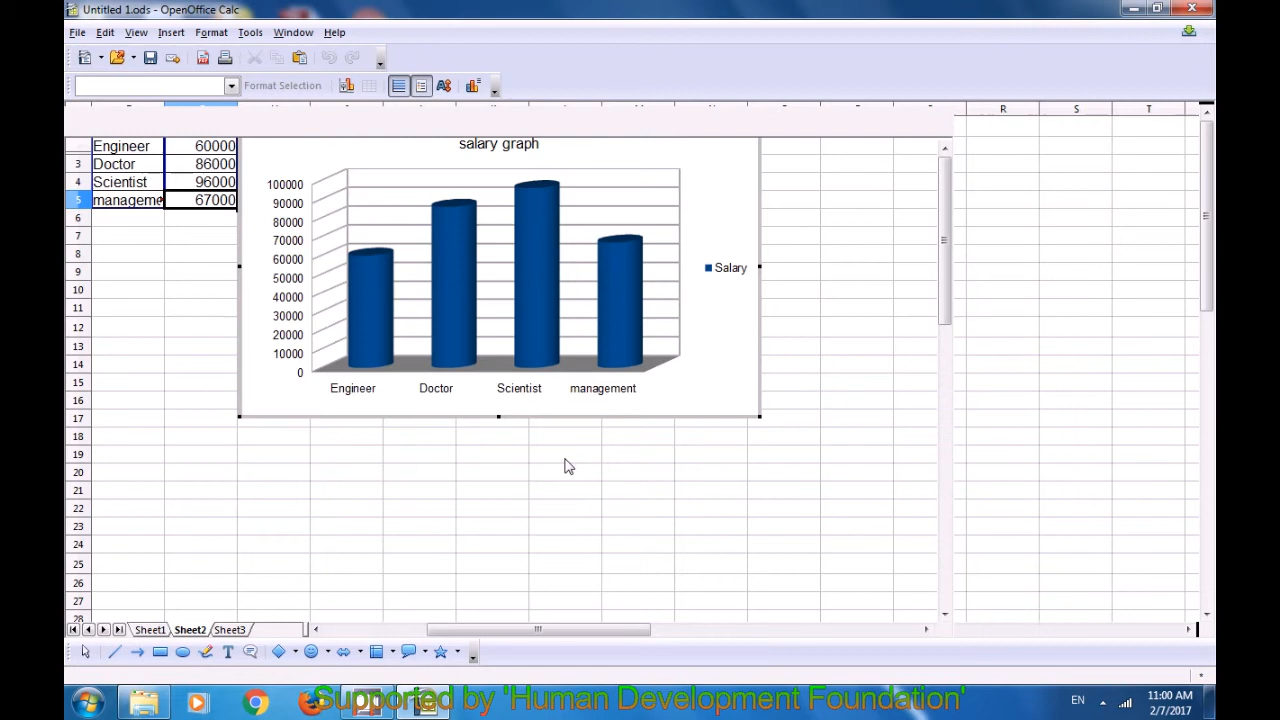 Untitled 1.ods - OpenOffice Calc
File Edit View Insert Format Tools Window Help
Format Selection
R S T
Engineer 60000
3 Doctor 86000
4 Scientist 96000
5 manageme 67000
6
7
8
9
10
11
12
13
14
15
16
17
18
19
20
21
22
23
24
25
26
27
28
salary graph
100000
90000
80000
70000
60000
50000
40000
30000
20000
10000
0
Engineer Doctor Scientist management
Salary
Sheet1 Sheet2 Sheet3
Supported by 'Human Development Foundation'
EN
11:00 AM
2/7/2017